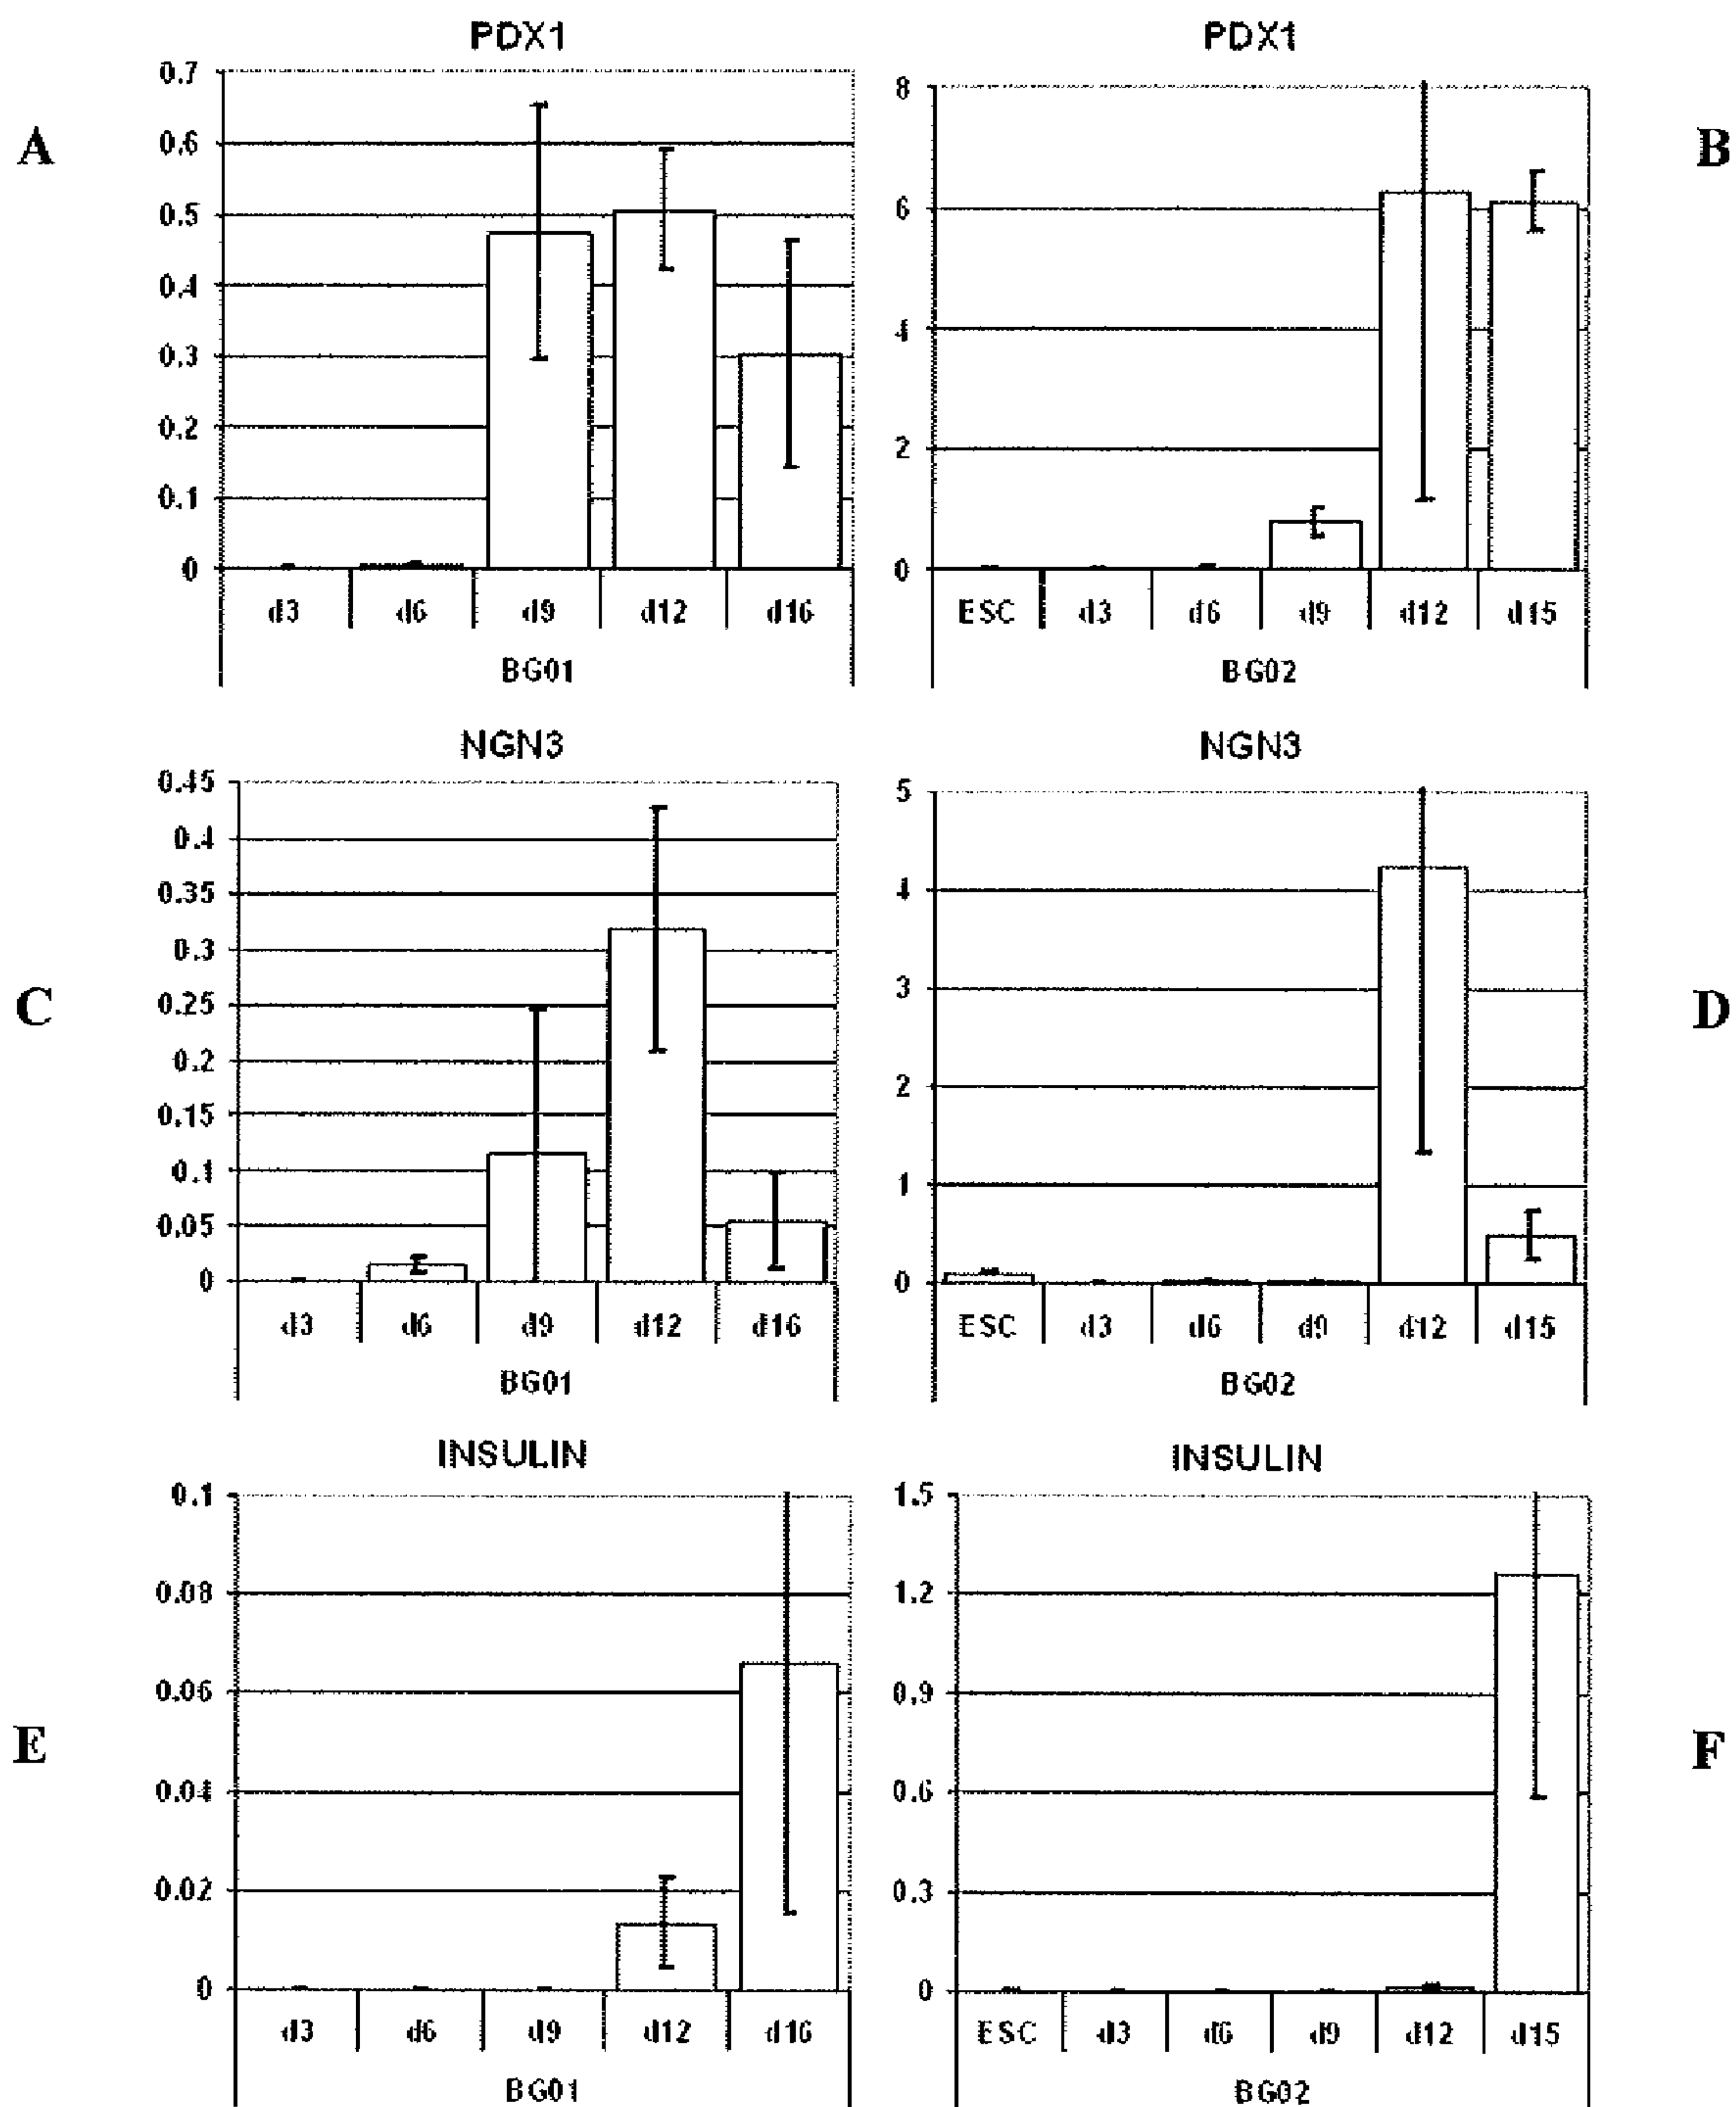 PDX1
A
0.7
0.6
0.5
0.4
0.3
0.2
0.1
0
d3 d6 d9 d12 d16
BG01
PDX1
B
8
6
4
2
0
ESC d3 d6 d9 d12 d15
BG02
NGN3
C
0.45
0.4
0.35
0.3
0.25
0.2
0.15
0.1
0.05
0
d3 d6 d9 d12 d16
BG01
NGN3
D
5
4
3
2
1
0
ESC d3 d6 d9 d12 d15
BG02
INSULIN
E
0.1
0.08
0.06
0.04
0.02
0
d3 d6 d9 d12 d16
BG01
INSULIN
F
1.5
1.2
0.9
0.6
0.3
0
ESC d3 d6 d9 d12 d15
BG02